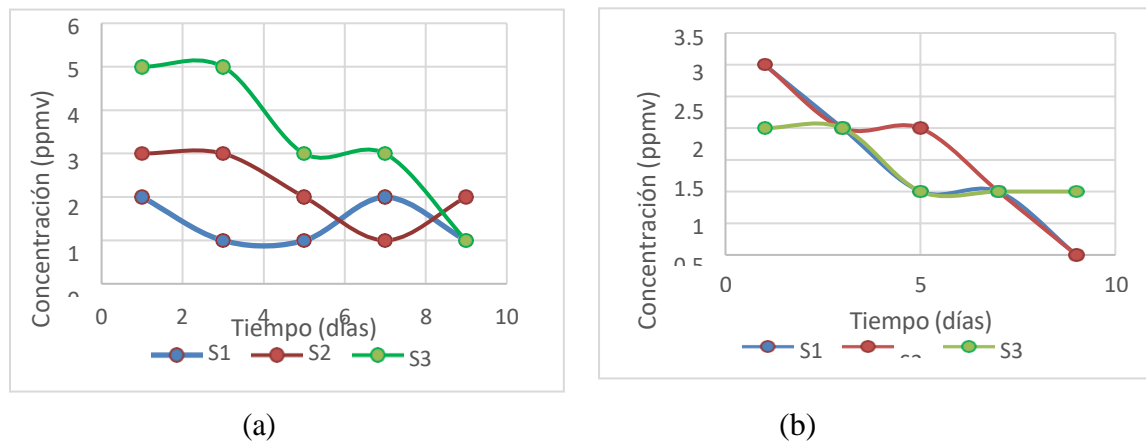 6
5
4
3
2
1
0 2 4 6 8 10
Concentración (ppmv)
Tiempo (días)
S1 S2 S3
(a)
3.5
3
2.5
2
1.5
1
0.5
0 5 10
Concentración (ppmv)
Tiempo (días)
S1 S3
(b)